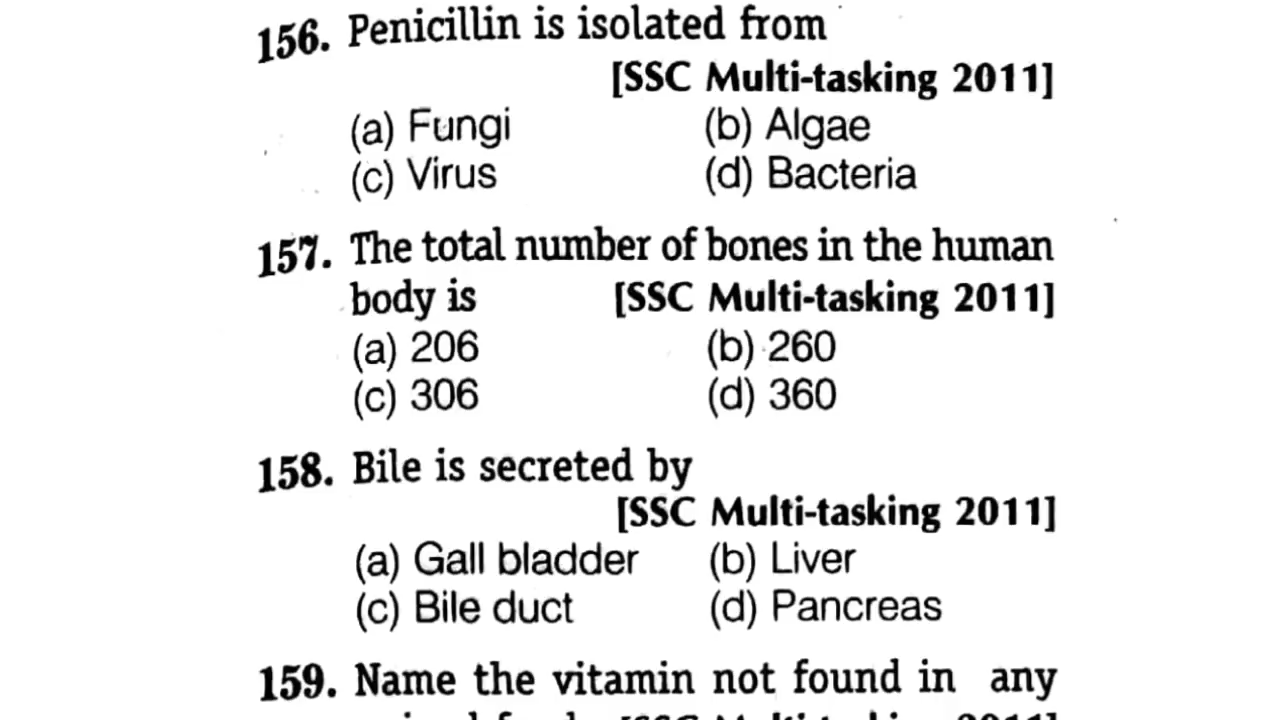 156. Penicillin is isolated from
[SSC Multi-tasking 2011]
(a) Fungi (b) Algae
(c) Virus (d) Bacteria
157. The total number of bones in the human
body is [SSC Multi-tasking 2011]
(a) 206 (b) 260
(c) 306 (d) 360
158. Bile is secreted by
[SSC Multi-tasking 2011]
(a) Gall bladder (b) Liver
(c) Bile duct (d) Pancreas
159. Name the vitamin not found in any